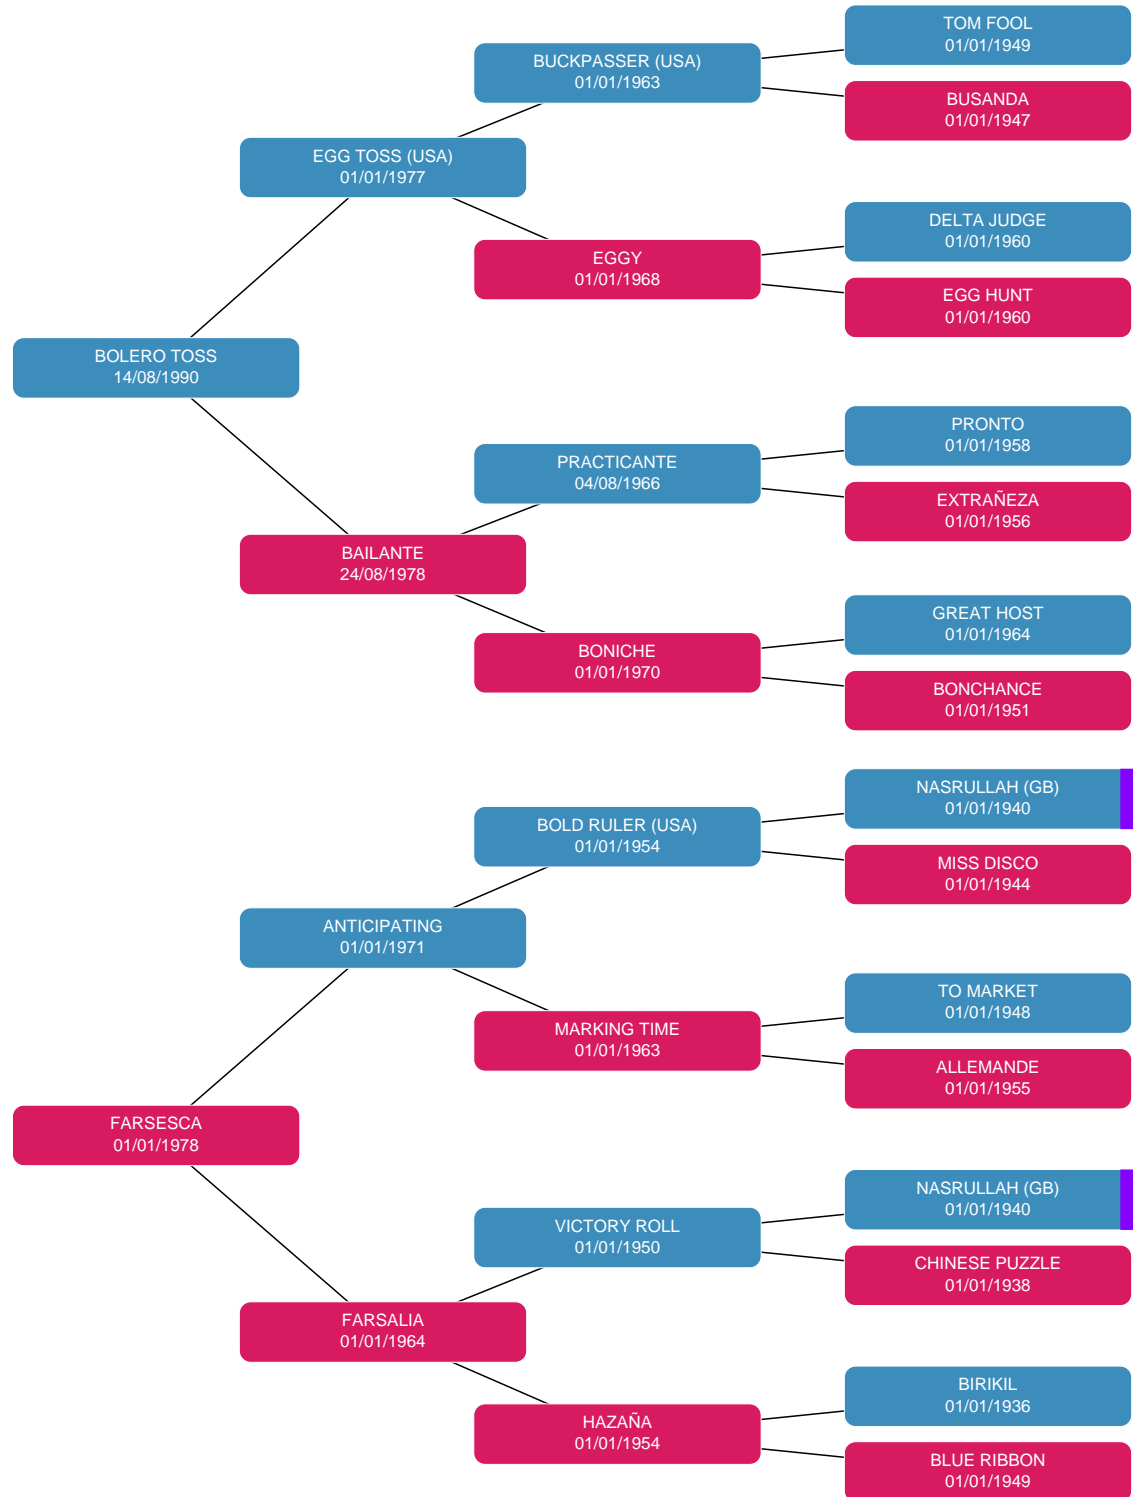 TOM FOOL
01/01/1949
BUCKPASSER (USA)
01/01/1963
BUSANDA
01/01/1947
EGG TOSS (USA)
01/01/1977
DELTA JUDGE
01/01/1960
EGGY
01/01/1968
EGG HUNT
01/01/1960
BOLERO TOSS
14/08/1990
PRONTO
01/01/1958
PRACTICANTE
04/08/1966
EXTRAÑEZA
01/01/1956
BAILANTE
24/08/1978
GREAT HOST
01/01/1964
BONICHE
01/01/1970
BONCHANCE
01/01/1951
NASRULLAH (GB)
01/01/1940
BOLD RULER (USA)
01/01/1954
MISS DISCO
01/01/1944
ANTICIPATING
01/01/1971
TO MARKET
01/01/1948
MARKING TIME
01/01/1963
ALLEMANDE
01/01/1955
FARSESCA
01/01/1978
NASRULLAH (GB)
01/01/1940
VICTORY ROLL
01/01/1950
CHINESE PUZZLE
01/01/1938
FARSALIA
01/01/1964
BIRIKIL
01/01/1936
HAZAÑA
01/01/1954
BLUE RIBBON
01/01/1949